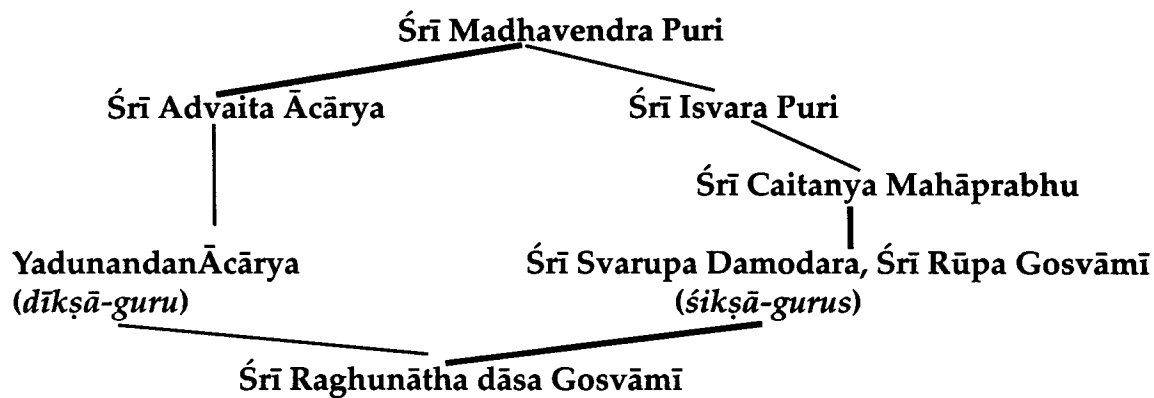 Śrī Madhavendra Puri
Śrī Advaita Ācārya
Śrī Isvara Puri
Śrī Caitanya Mahāprabhu
YadunandanĀcārya
(dīkṣā-guru)
Śrī Svarupa Damodara, Śrī Rūpa Gosvāmī
(śikṣā-gurus)
Śrī Raghunātha dāsa Gosvāmī